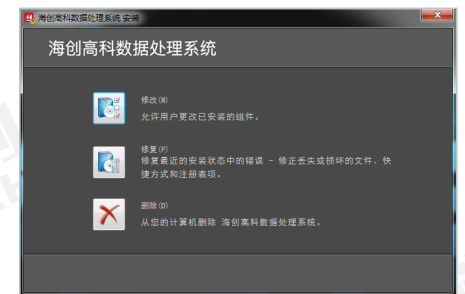 海创高科数据处理系统 安装
海创高科数据处理系统
修改(M)
允许用户更改已安装的组件。
修复(P)
修复最近的安装状态中的错误 - 修正丢失或损坏的文件、快
捷方式和注册表项。
删除(D)
从您的计算机删除 海创高科数据处理系统。